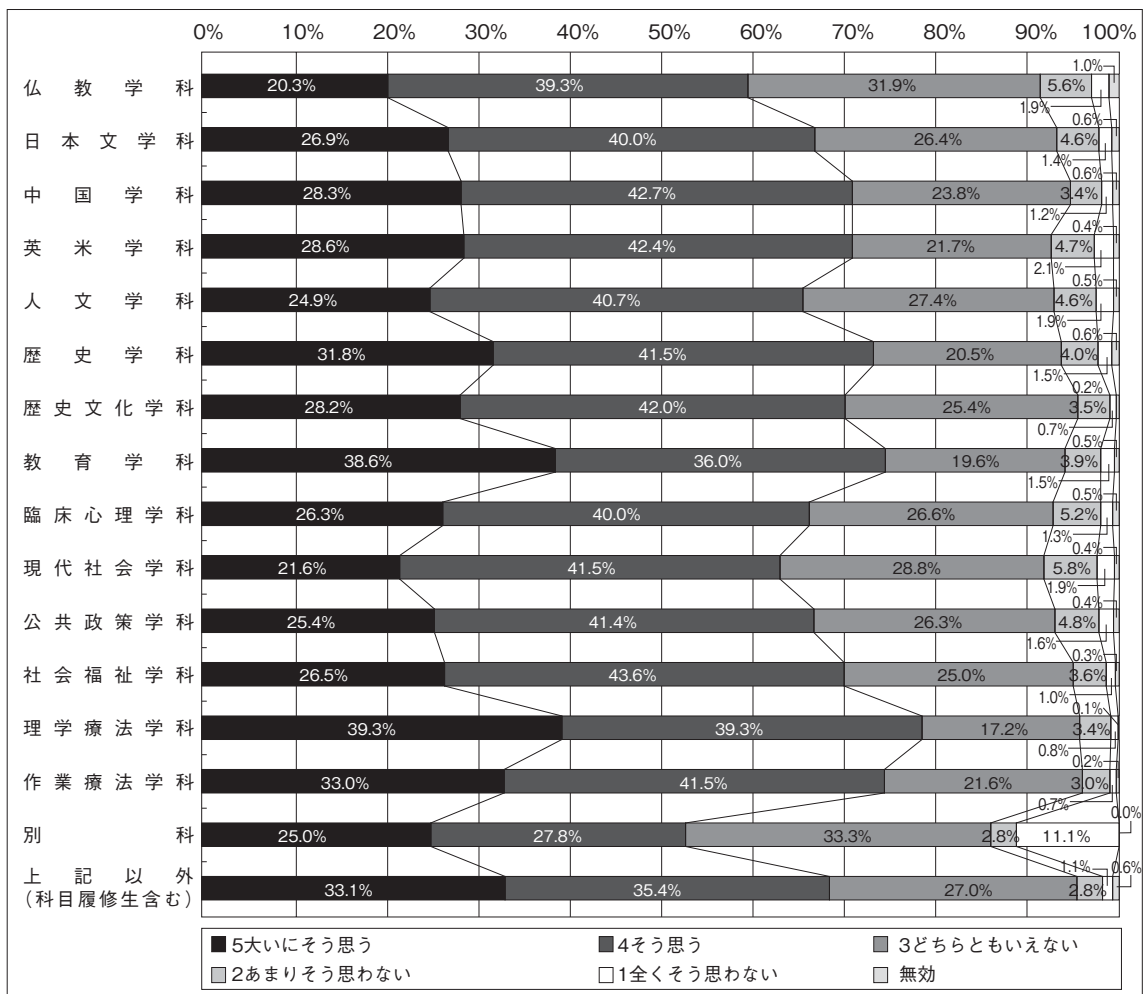 0% 10% 20% 30% 40% 50% 60% 70% 80% 90% 100%
仏教学科 20.3% 39.3% 31.9% 5.6% 1.9% 1.0%
日本文学科 26.9% 40.0% 26.4% 4.6% 1.4% 0.6%
中国学科 28.3% 42.7% 23.8% 3.4% 1.2% 0.6%
英米学科 28.6% 42.4% 21.7% 4.7% 2.1% 0.4%
人文学科 24.9% 40.7% 27.4% 4.6% 1.9% 0.5%
歴史学科 31.8% 41.5% 20.5% 4.0% 1.5% 0.6%
歴史文化学科 28.2% 42.0% 25.4% 3.5% 0.7% 0.2%
教育学科 38.6% 36.0% 19.6% 3.9% 1.5% 0.5%
臨床心理学科 26.3% 40.0% 26.6% 5.2% 1.3% 0.5%
現代社会学科 21.6% 41.5% 28.8% 5.8% 1.9% 0.4%
公共政策学科 25.4% 41.4% 26.3% 4.8% 1.6% 0.4%
社会福祉学科 26.5% 43.6% 25.0% 3.6% 1.0% 0.3%
理学療法学科 39.3% 39.3% 17.2% 3.4% 0.8% 0.1%
作業療法学科 33.0% 41.5% 21.6% 3.0% 0.7% 0.2%
別科 25.0% 27.8% 33.3% 2.8% 11.1% 0.0%
上記以外
(科目履修生含む) 33.1% 35.4% 27.0% 2.8% 1.1% 0.6%
5大いにそう思う 4そう思う 3どちらともいえない
2あまりそう思わない 1全くそう思わない 無効